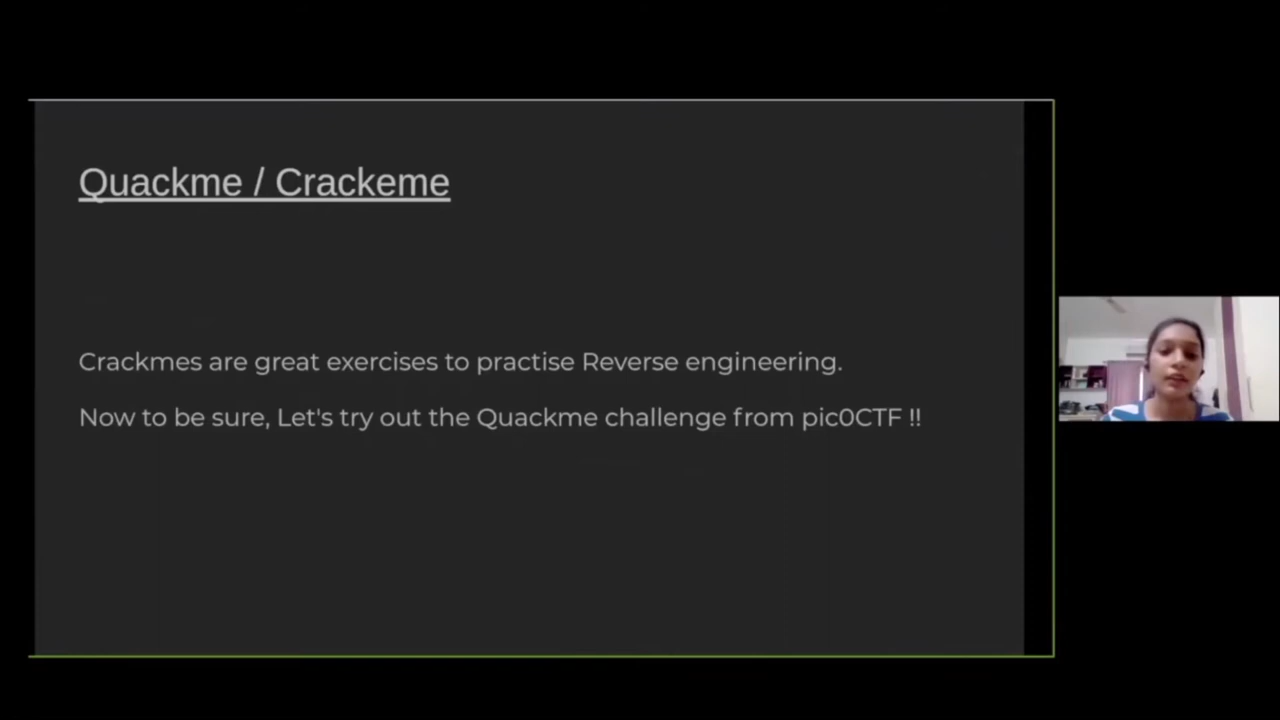 Quackme / Crackeme
Crackmes are great exercises to practise Reverse engineering.
Now to be sure, Let's try out the Quackme challenge from pic0CTF !!